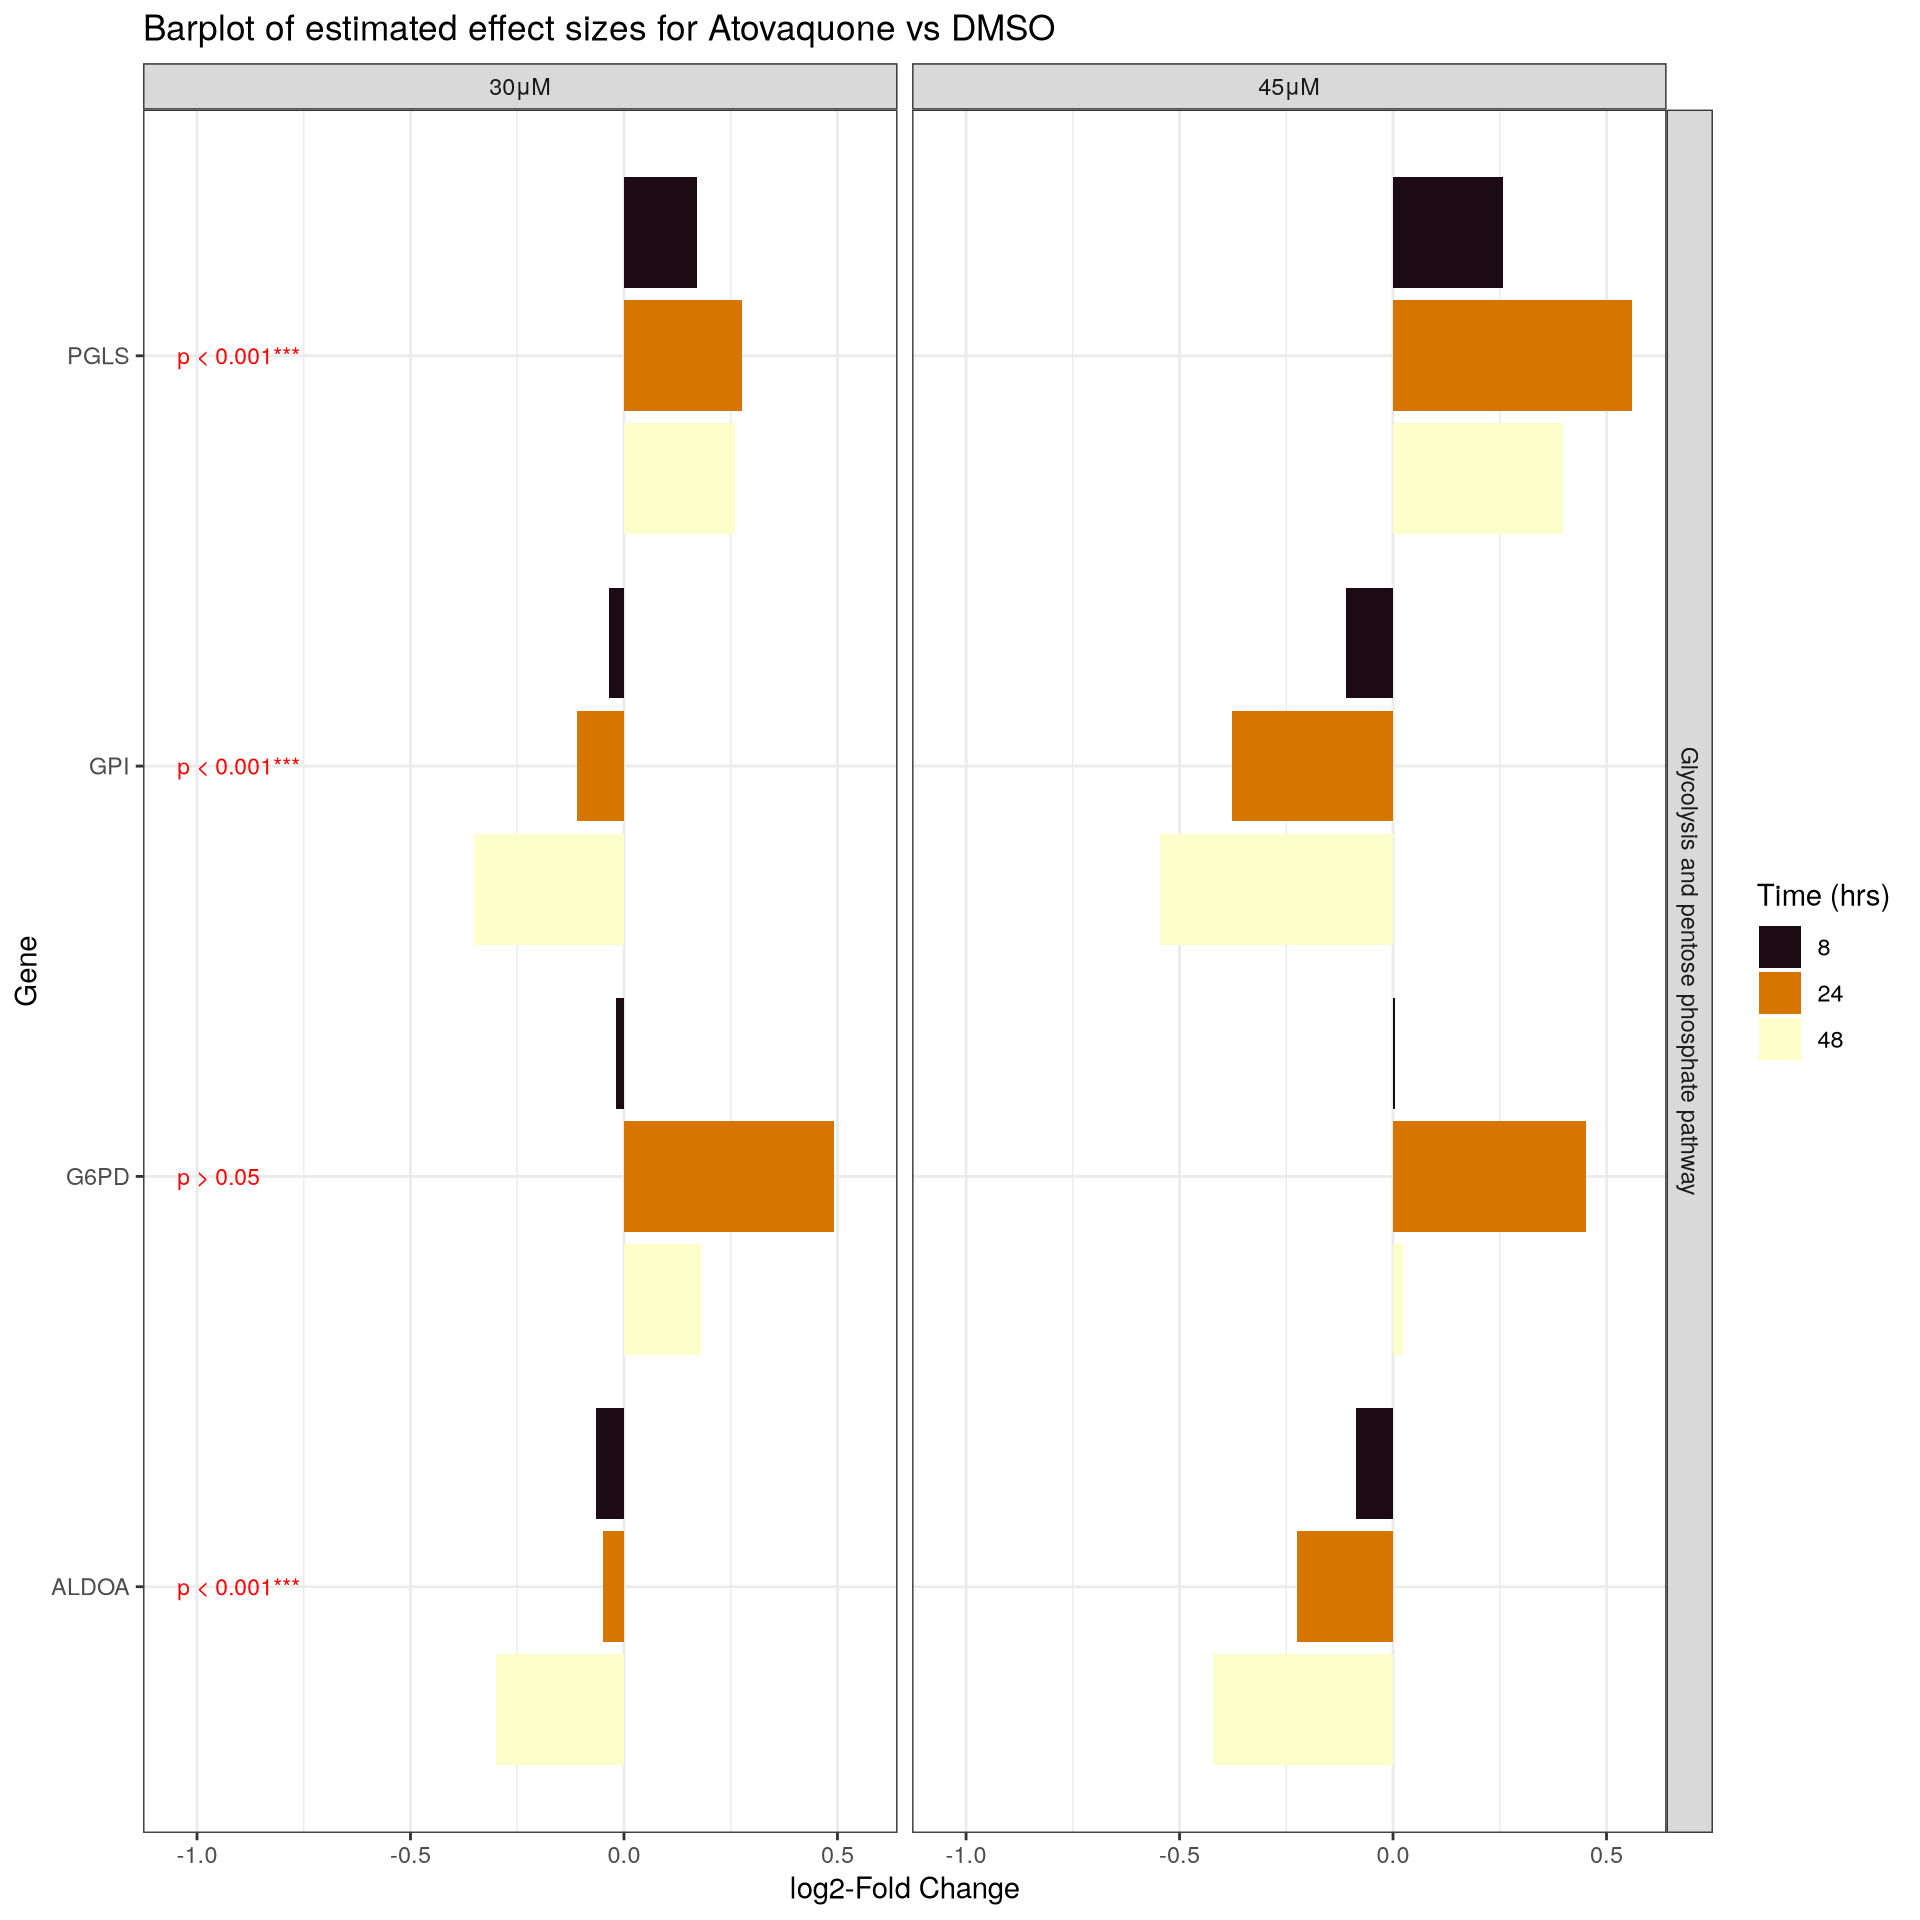 Barplot of estimated effect sizes for Atovaquone vs DMSO
30µM
45µM
PGLS
p < 0.001***
GPI
p < 0.001***
G6PD
p > 0.05
ALDOA
p < 0.001***
Gene
Glycolysis and pentose phosphate pathway
Time (hrs)
8
24
48
-1.0 -0.5 0.0 0.5
-1.0 -0.5 0.0 0.5
log2-Fold Change